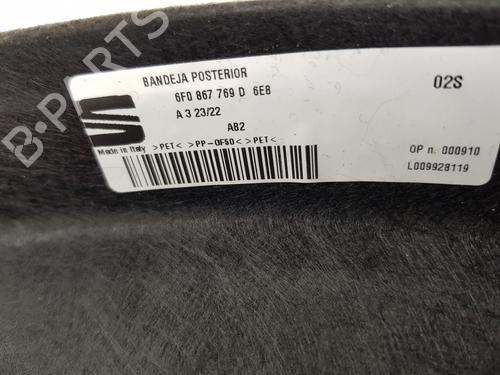 BANDEJA POSTERIOR
6F0 867 769 D 6E8
02S
A 3 23/22
AB2
Made in Italy >PET< >PP-GF50< >PET<
OP n. 000910
L009928119
B-PARTS